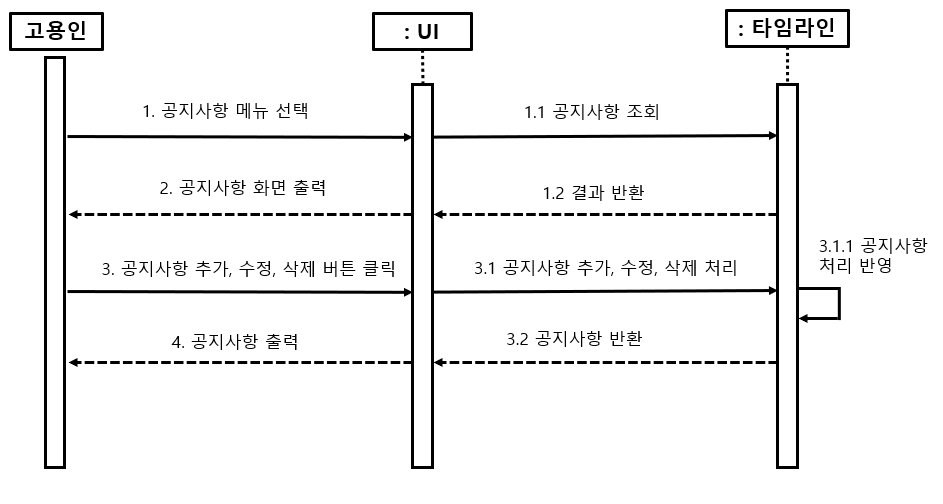 고용인
: UI
: 타임라인
1. 공지사항 메뉴 선택
1.1 공지사항 조회
2. 공지사항 화면 출력
1.2 결과 반환
3. 공지사항 추가, 수정, 삭제 버튼 클릭
3.1 공지사항 추가, 수정, 삭제 처리
3.1.1 공지사항
처리 반영
4. 공지사항 출력
3.2 공지사항 반환